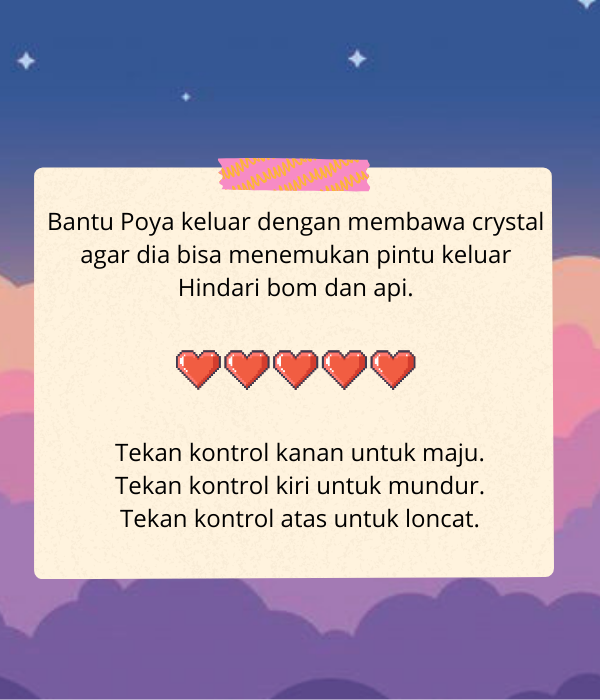 Bantu Poya keluar dengan membawa crystal
agar dia bisa menemukan pintu keluar
Hindari bom dan api.
Tekan kontrol kanan untuk maju.
Tekan kontrol kiri untuk mundur.
Tekan kontrol atas untuk loncat.